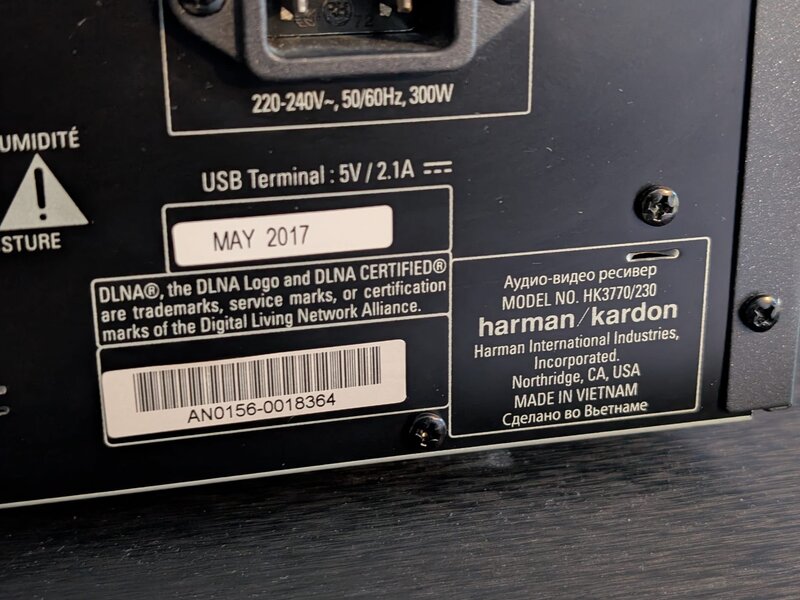 72
220-240V~, 50/60Hz, 300W
UMIDITÉ
!
STURE
USB Terminal : 5V / 2.1A
MAY 2017
DLNA®, the DLNA Logo and DLNA CERTIFIED®
are trademarks, service marks, or certification
marks of the Digital Living Network Alliance.
AN0156-0018364
Аудио-видео ресивер
MODEL NO. HK3770/230
harman/kardon
Harman International Industries,
Incorporated.
Northridge, CA, USA
MADE IN VIETNAM
Сделано во Вьетнаме